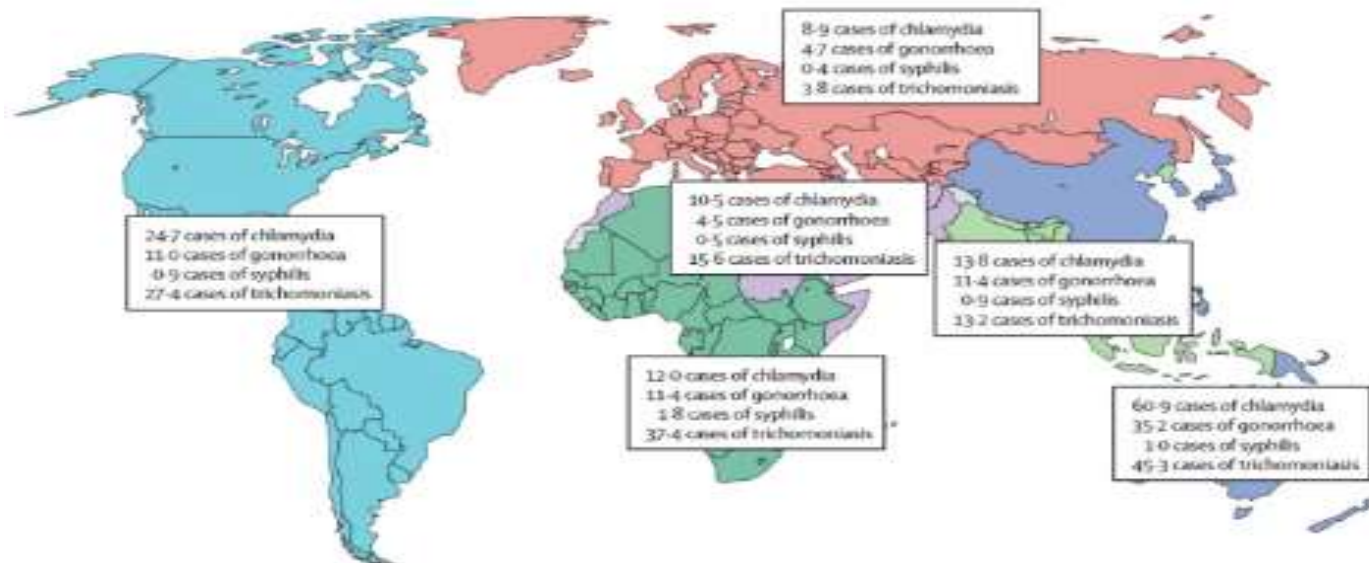 8·9 cases of chlamydia
4·7 cases of gonorrhoea
0·4 cases of syphilis
3·8 cases of trichomoniasis
10·5 cases of chlamydia
4·5 cases of gonorrhoea
0·5 cases of syphilis
15·6 cases of trichomoniasis
24·7 cases of chlamydia
11·0 cases of gonorrhoea
0·9 cases of syphilis
27·4 cases of trichomoniasis
13·8 cases of chlamydia
11·4 cases of gonorrhoea
0·9 cases of syphilis
13·2 cases of trichomoniasis
12·0 cases of chlamydia
11·4 cases of gonorrhoea
1·8 cases of syphilis
37·4 cases of trichomoniasis
60·9 cases of chlamydia
35·2 cases of gonorrhoea
1·0 cases of syphilis
45·3 cases of trichomoniasis